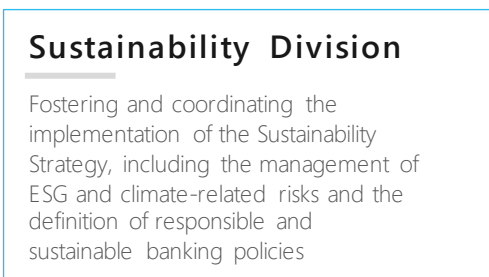 Sustainability Division
Fostering and coordinating the
implementation of the Sustainability
Strategy, including the management of
ESG and climate-related risks and the
definition of responsible and
sustainable banking policies